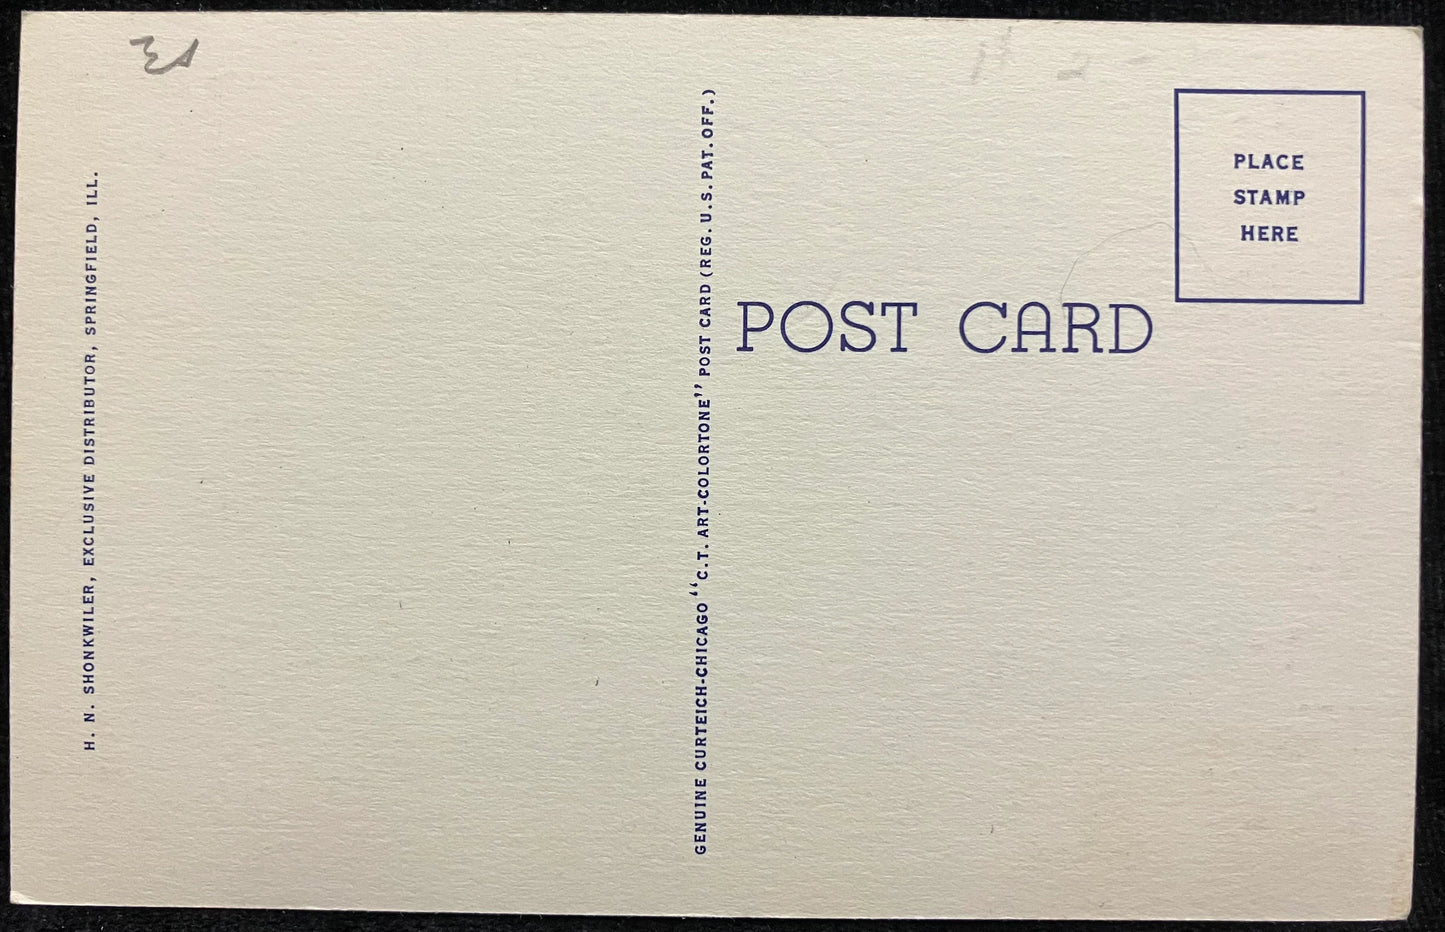 H. N. SHONKWILER, EXCLUSIVE DISTRIBUTOR, SPRINGFIELD, ILL.
GENUINE CURTEICH-CHICAGO "C.T. ART-COLORTONE" POST CARD (REG. U.S. PAT. OFF.)
POST CARD
PLACE
STAMP
HERE